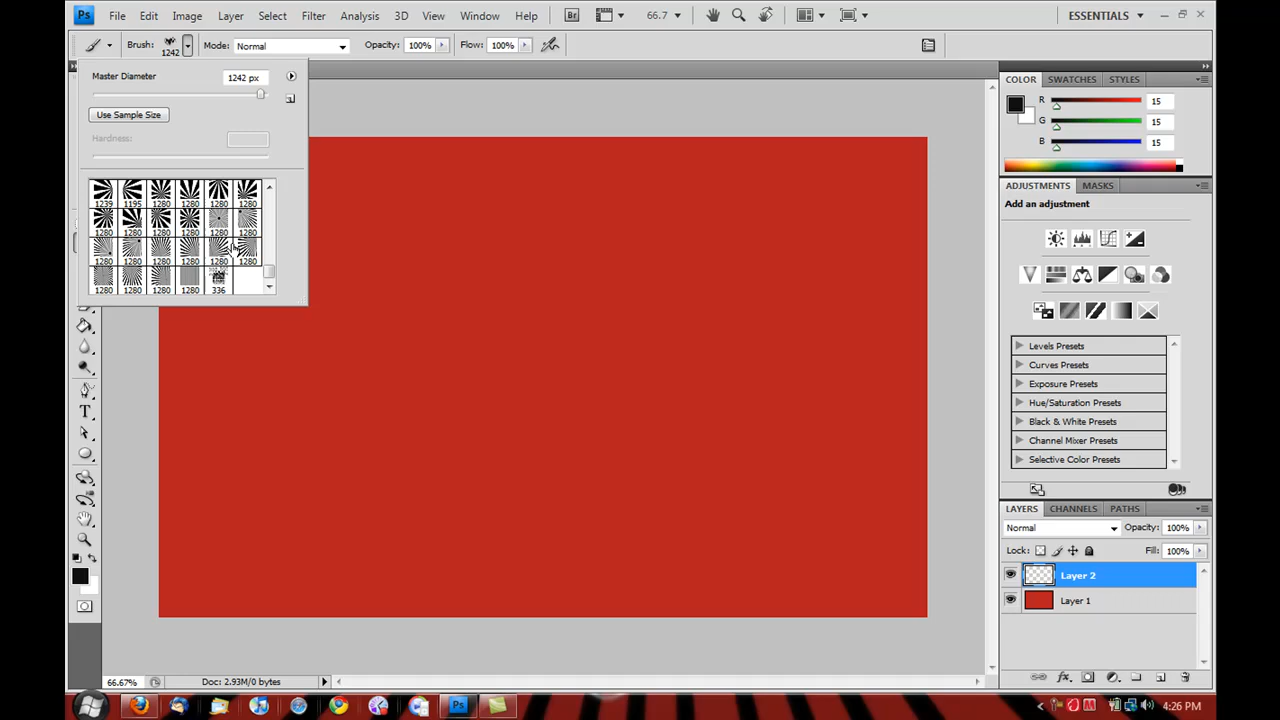 Ps File Edit Image Layer Select Filter Analysis 3D View Window Help Br 66.7 ESSENTIALS
Brush: 1242 Mode: Normal Opacity: 100% Flow: 100%
Master Diameter 1242 px
Use Sample Size
Hardness:
1239 1195 1280 1280 1280 1280
1280 1280 1280 1280 1280 1280
1280 1280 1280 1280 1280 1280
1280 1280 1280 1280 336
T
COLOR SWATCHES STYLES
R 15
G 15
B 15
ADJUSTMENTS MASKS
Add an adjustment
Levels Presets
Curves Presets
Exposure Presets
Hue/Saturation Presets
Black & White Presets
Channel Mixer Presets
Selective Color Presets
LAYERS CHANNELS PATHS
Normal Opacity: 100%
Lock: Fill: 100%
Layer 2
Layer 1
fx
66.67% Doc: 2.93M/0 bytes
Ps 4:26 PM